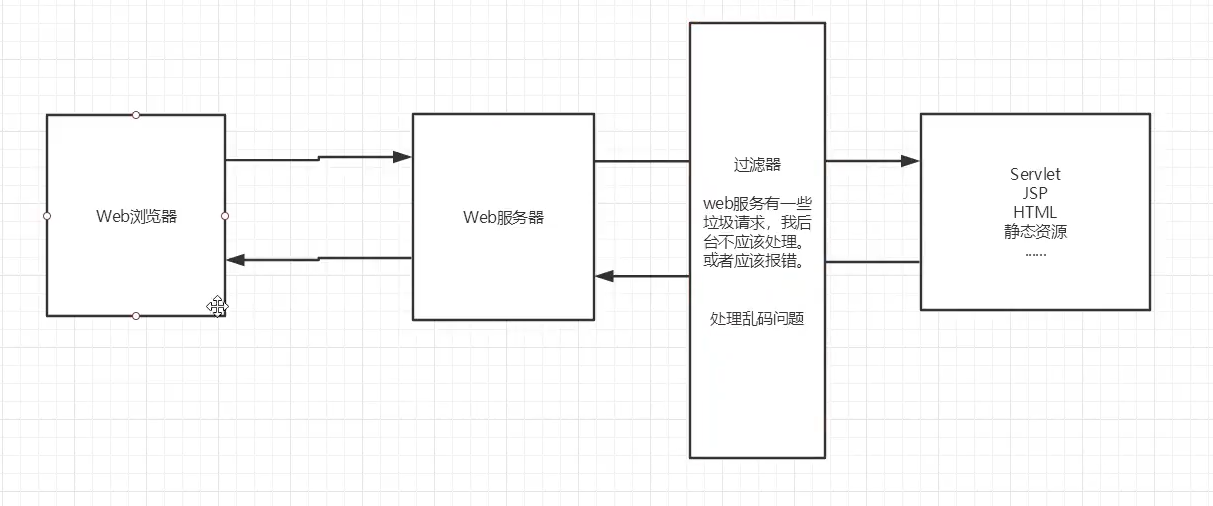 Web浏览器
Web服务器
过滤器
web服务有一些
垃圾请求，我后
台不应该处理。
或者应该报错。
处理乱码问题
Servlet
JSP
HTML
静态资源
......